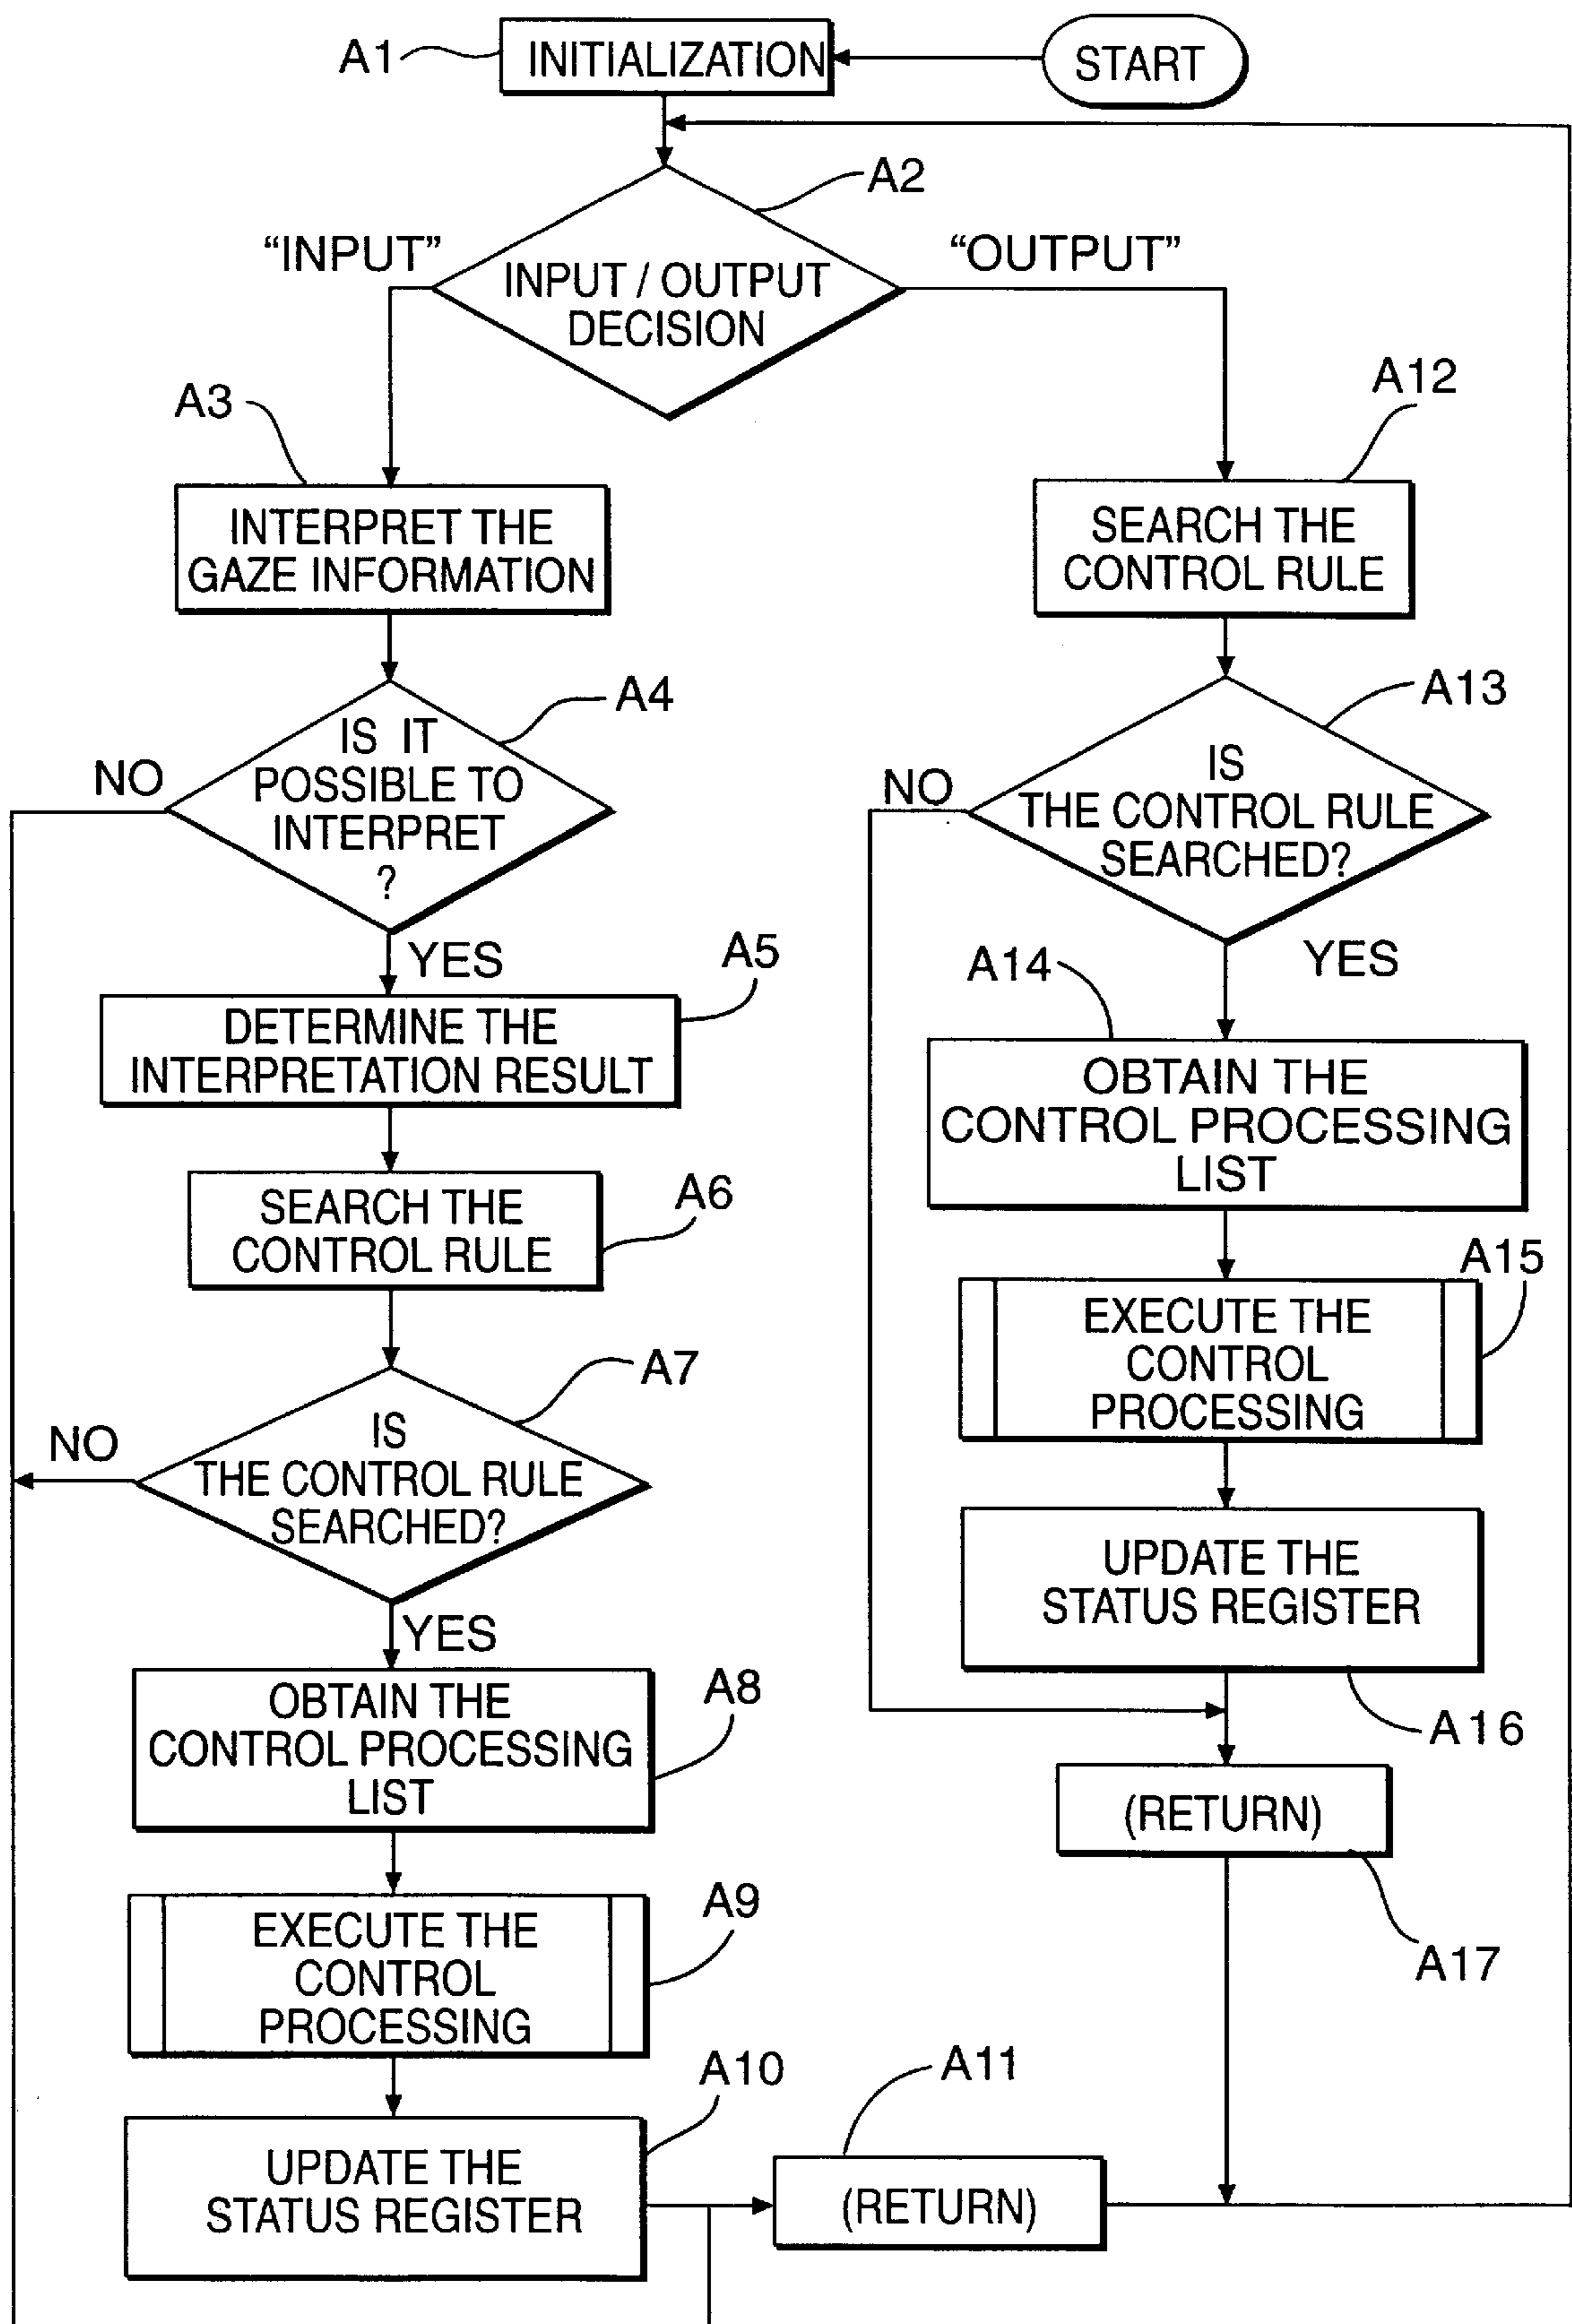 A1
INITIALIZATION
START
A2
“INPUT”
“OUTPUT”
INPUT / OUTPUT
DECISION
A3
INTERPRET THE
GAZE INFORMATION
A4
IS IT
POSSIBLE TO
INTERPRET
?
NO
YES
A5
DETERMINE THE
INTERPRETATION RESULT
A6
SEARCH THE
CONTROL RULE
A7
IS
THE CONTROL RULE
SEARCHED?
NO
YES
A8
OBTAIN THE
CONTROL PROCESSING
LIST
A9
EXECUTE THE
CONTROL
PROCESSING
A10
UPDATE THE
STATUS REGISTER
A11
(RETURN)
A12
SEARCH THE
CONTROL RULE
A13
IS
THE CONTROL RULE
SEARCHED?
NO
YES
A14
OBTAIN THE
CONTROL PROCESSING
LIST
A15
EXECUTE THE
CONTROL
PROCESSING
UPDATE THE
STATUS REGISTER
A16
(RETURN)
A17